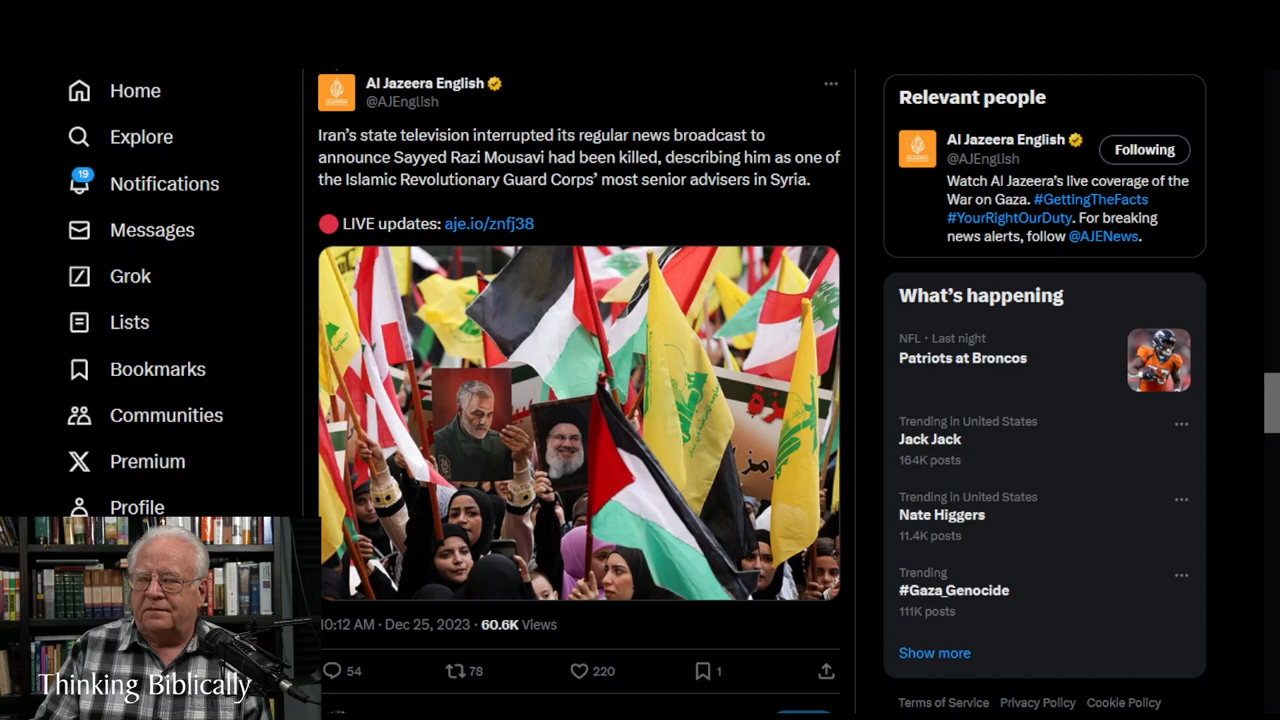 Home
Explore
19
Notifications
Messages
Grok
Lists
Bookmarks
Communities
Premium
Profile
Thinking Biblically
Al Jazeera English
@AJEnglish
Iran's state television interrupted its regular news broadcast to
announce Sayyed Razi Mousavi had been killed, describing him as one of
the Islamic Revolutionary Guard Corps' most senior advisers in Syria.
LIVE updates: aje.io/znfj38
10:12 AM · Dec 25, 2023 · 60.6K Views
54
78
220
1
Relevant people
Al Jazeera English
@AJEnglish
Following
Watch Al Jazeera's live coverage of the
War on Gaza. #GettingTheFacts
#YourRightOurDuty. For breaking
news alerts, follow @AJENews.
What's happening
NFL · Last night
Patriots at Broncos
Trending in United States
Jack Jack
164K posts
Trending in United States
Nate Higgers
11.4K posts
Trending
#Gaza_Genocide
111K posts
Show more
Terms of Service Privacy Policy Cookie Policy